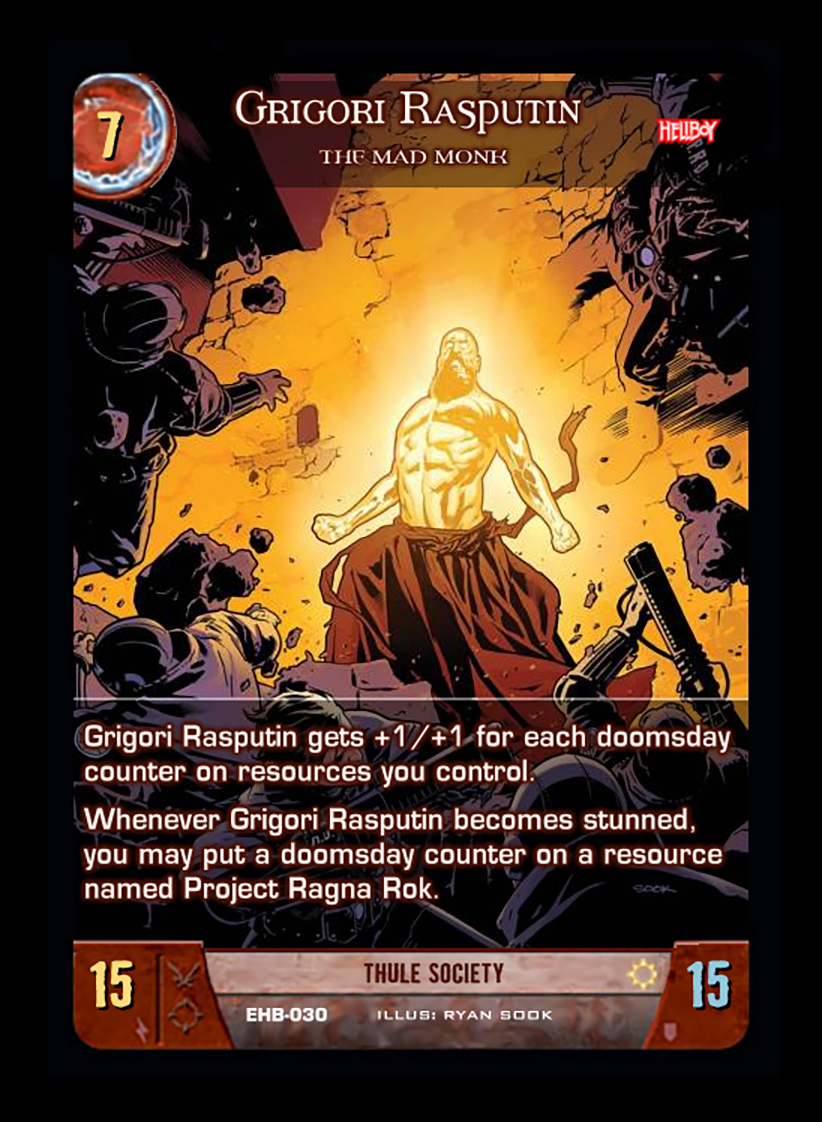 7
Grigori Rasputin
The Mad Monk
HELLBOY
Grigori Rasputin gets +1/+1 for each doomsday
counter on resources you control.
Whenever Grigori Rasputin becomes stunned,
you may put a doomsday counter on a resource
named Project Ragna Rok.
SOOK
15
THULE SOCIETY
15
EHB-030 ILLUS: RYAN SOOK